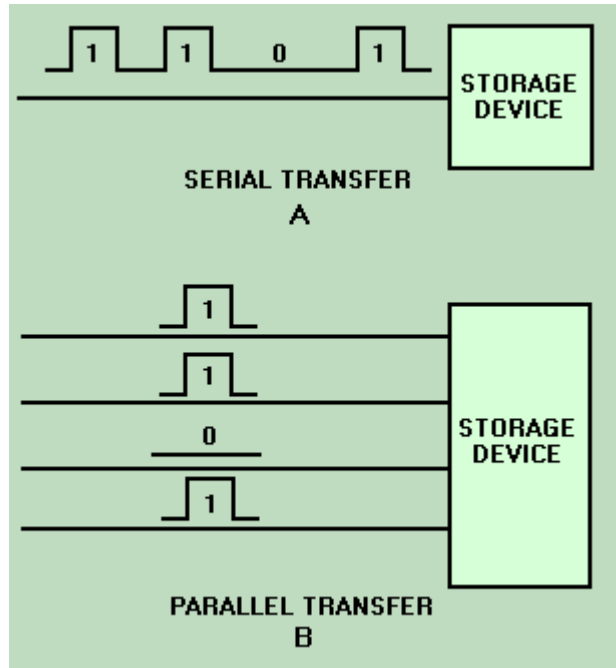 1 1 0 1
STORAGE
DEVICE
SERIAL TRANSFER
A
1
1
0
1
STORAGE
DEVICE
PARALLEL TRANSFER
B